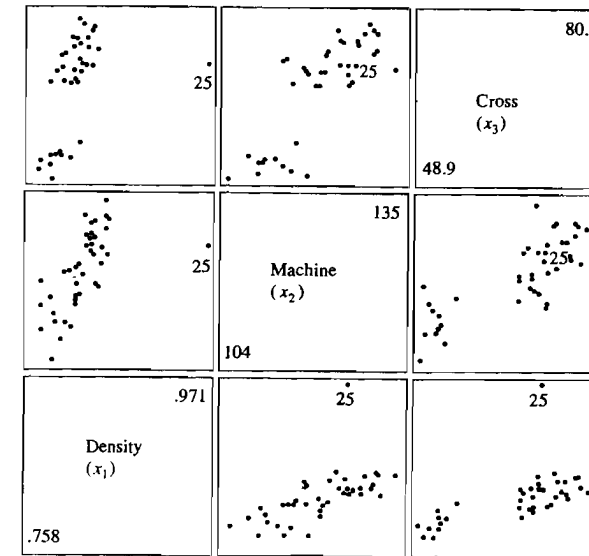 80.
25
25
Cross
(x₃)
48.9
135
25
Machine
(x₂)
25
104
.971
25
25
Density
(x₁)
.758